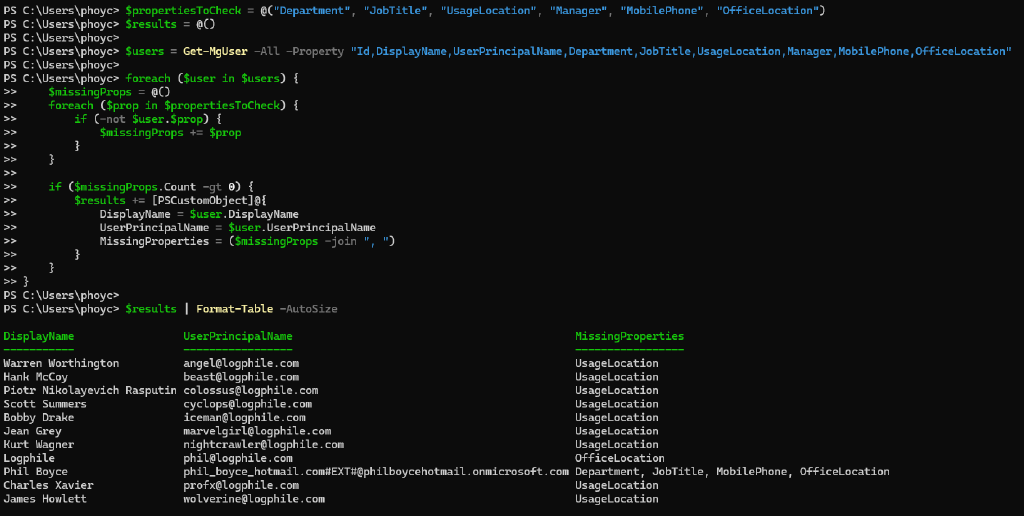 PS C:\Users\phoyc> $propertiesToCheck = @("Department", "JobTitle", "UsageLocation", "Manager", "MobilePhone", "OfficeLocation")
PS C:\Users\phoyc> $results = @()
PS C:\Users\phoyc>
PS C:\Users\phoyc> $users = Get-MgUser -All -Property "Id,DisplayName,UserPrincipalName,Department,JobTitle,UsageLocation,Manager,MobilePhone,OfficeLocation"
PS C:\Users\phoyc>
PS C:\Users\phoyc> foreach ($user in $users) {
>>     $missingProps = @()
>>     foreach ($prop in $propertiesToCheck) {
>>         if (-not $user.$prop) {
>>             $missingProps += $prop
>>         }
>>     }
>>
>>     if ($missingProps.Count -gt 0) {
>>         $results += [PSCustomObject]@{
>>             DisplayName = $user.DisplayName
>>             UserPrincipalName = $user.UserPrincipalName
>>             MissingProperties = ($missingProps -join ", ")
>>         }
>>     }
>> }
PS C:\Users\phoyc>
PS C:\Users\phoyc> $results | Format-Table -AutoSize

DisplayName                 UserPrincipalName                                           MissingProperties
-----------                 -----------------                                           -----------------
Warren Worthington          angel@logphile.com                                          UsageLocation
Hank McCoy                  beast@logphile.com                                          UsageLocation
Piotr Nikolayevich Rasputin colossus@logphile.com                                       UsageLocation
Scott Summers               cyclops@logphile.com                                        UsageLocation
Bobby Drake                 iceman@logphile.com                                         UsageLocation
Jean Grey                   marvelgirl@logphile.com                                     UsageLocation
Kurt Wagner                 nightcrawler@logphile.com                                   UsageLocation
Logphile                    phil@logphile.com                                           OfficeLocation
Phil Boyce                  phil_boyce_hotmail.com#EXT#@philboycehotmail.onmicrosoft.com Department, JobTitle, MobilePhone, OfficeLocation
Charles Xavier              profx@logphile.com                                          UsageLocation
James Howlett               wolverine@logphile.com                                      UsageLocation